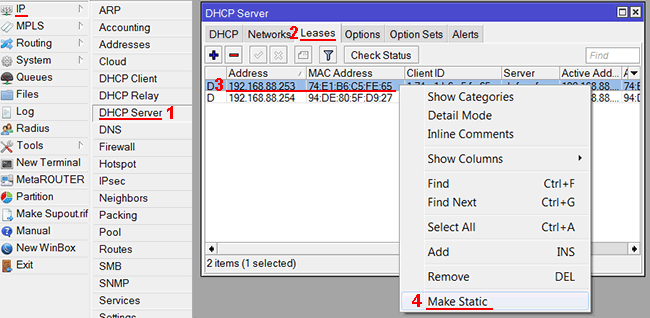 IP
MPLS
Routing
System
Queues
Files
Log
Radius
Tools
New Terminal
MetaROUTER
Partition
Make Supout.rif
Manual
New WinBox
Exit
ARP
Accounting
Addresses
Cloud
DHCP Client
DHCP Relay
DHCP Server 1
DNS
Firewall
Hotspot
IPsec
Neighbors
Packing
Pool
Routes
SMB
SNMP
Services
Settings
DHCP Server
DHCP Networks 2 Leases Options Option Sets Alerts
Check Status Find
Address MAC Address Client ID Server Active Add... A
D 3 192.168.88.253 74:E1:B6:C5:FE:65
D 192.168.88.254 94:DE:80:5F:D9:27
2 items (1 selected)
Show Categories
Detail Mode
Inline Comments
Show Columns
Find Ctrl+F
Find Next Ctrl+G
Select All Ctrl+A
Add INS
Remove DEL
4 Make Static